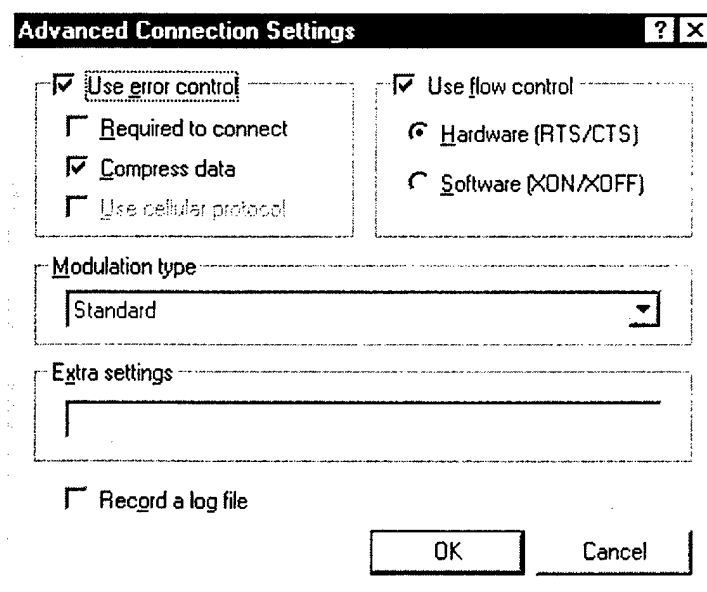 Advanced Connection Settings
Use error control
Required to connect
Compress data
Use cellular protocol
Use flow control
Hardware (RTS/CTS)
Software (XON/XOFF)
Modulation type
Standard
Extra settings
Record a log file
OK Cancel